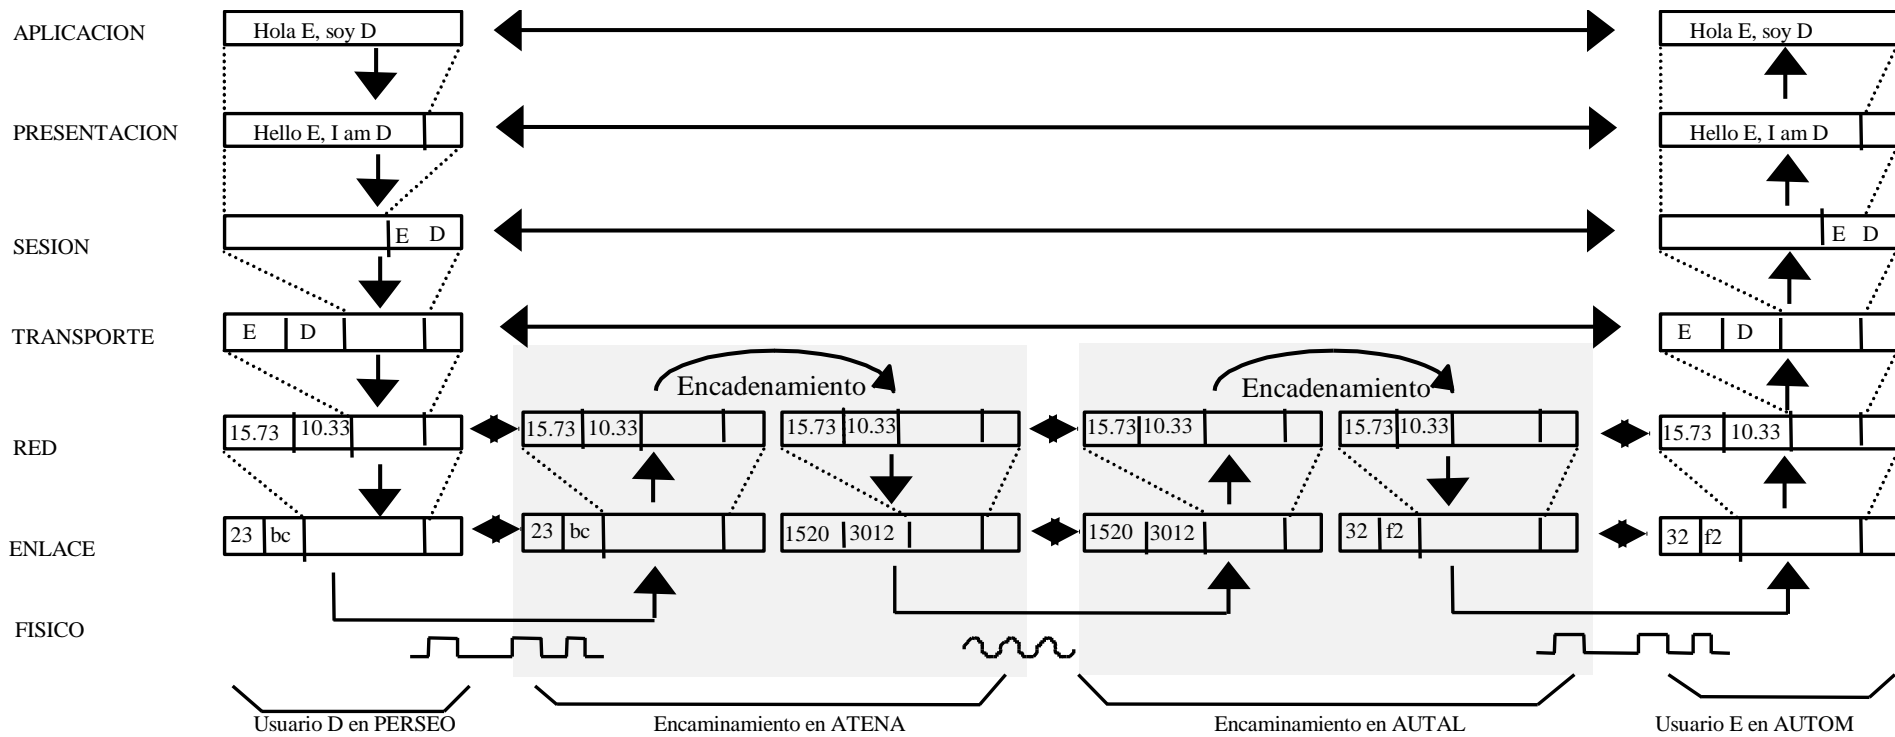 APLICACION Hola E, soy D Hola E, soy D
PRESENTACION Hello E, I am D Hello E, I am D
SESION E D E D
TRANSPORTE E D E D
Encadenamiento Encadenamiento
RED 15.73 10.33 15.73 10.33 15.73 10.33 15.73 10.33 15.73 10.33 15.73 10.33
ENLACE 23 bc 23 bc 1520 3012 1520 3012 32 f2 32 f2
FISICO
Usuario D en PERSEO Encaminamiento en ATENA Encaminamiento en AUTAL Usuario E en AUTOM